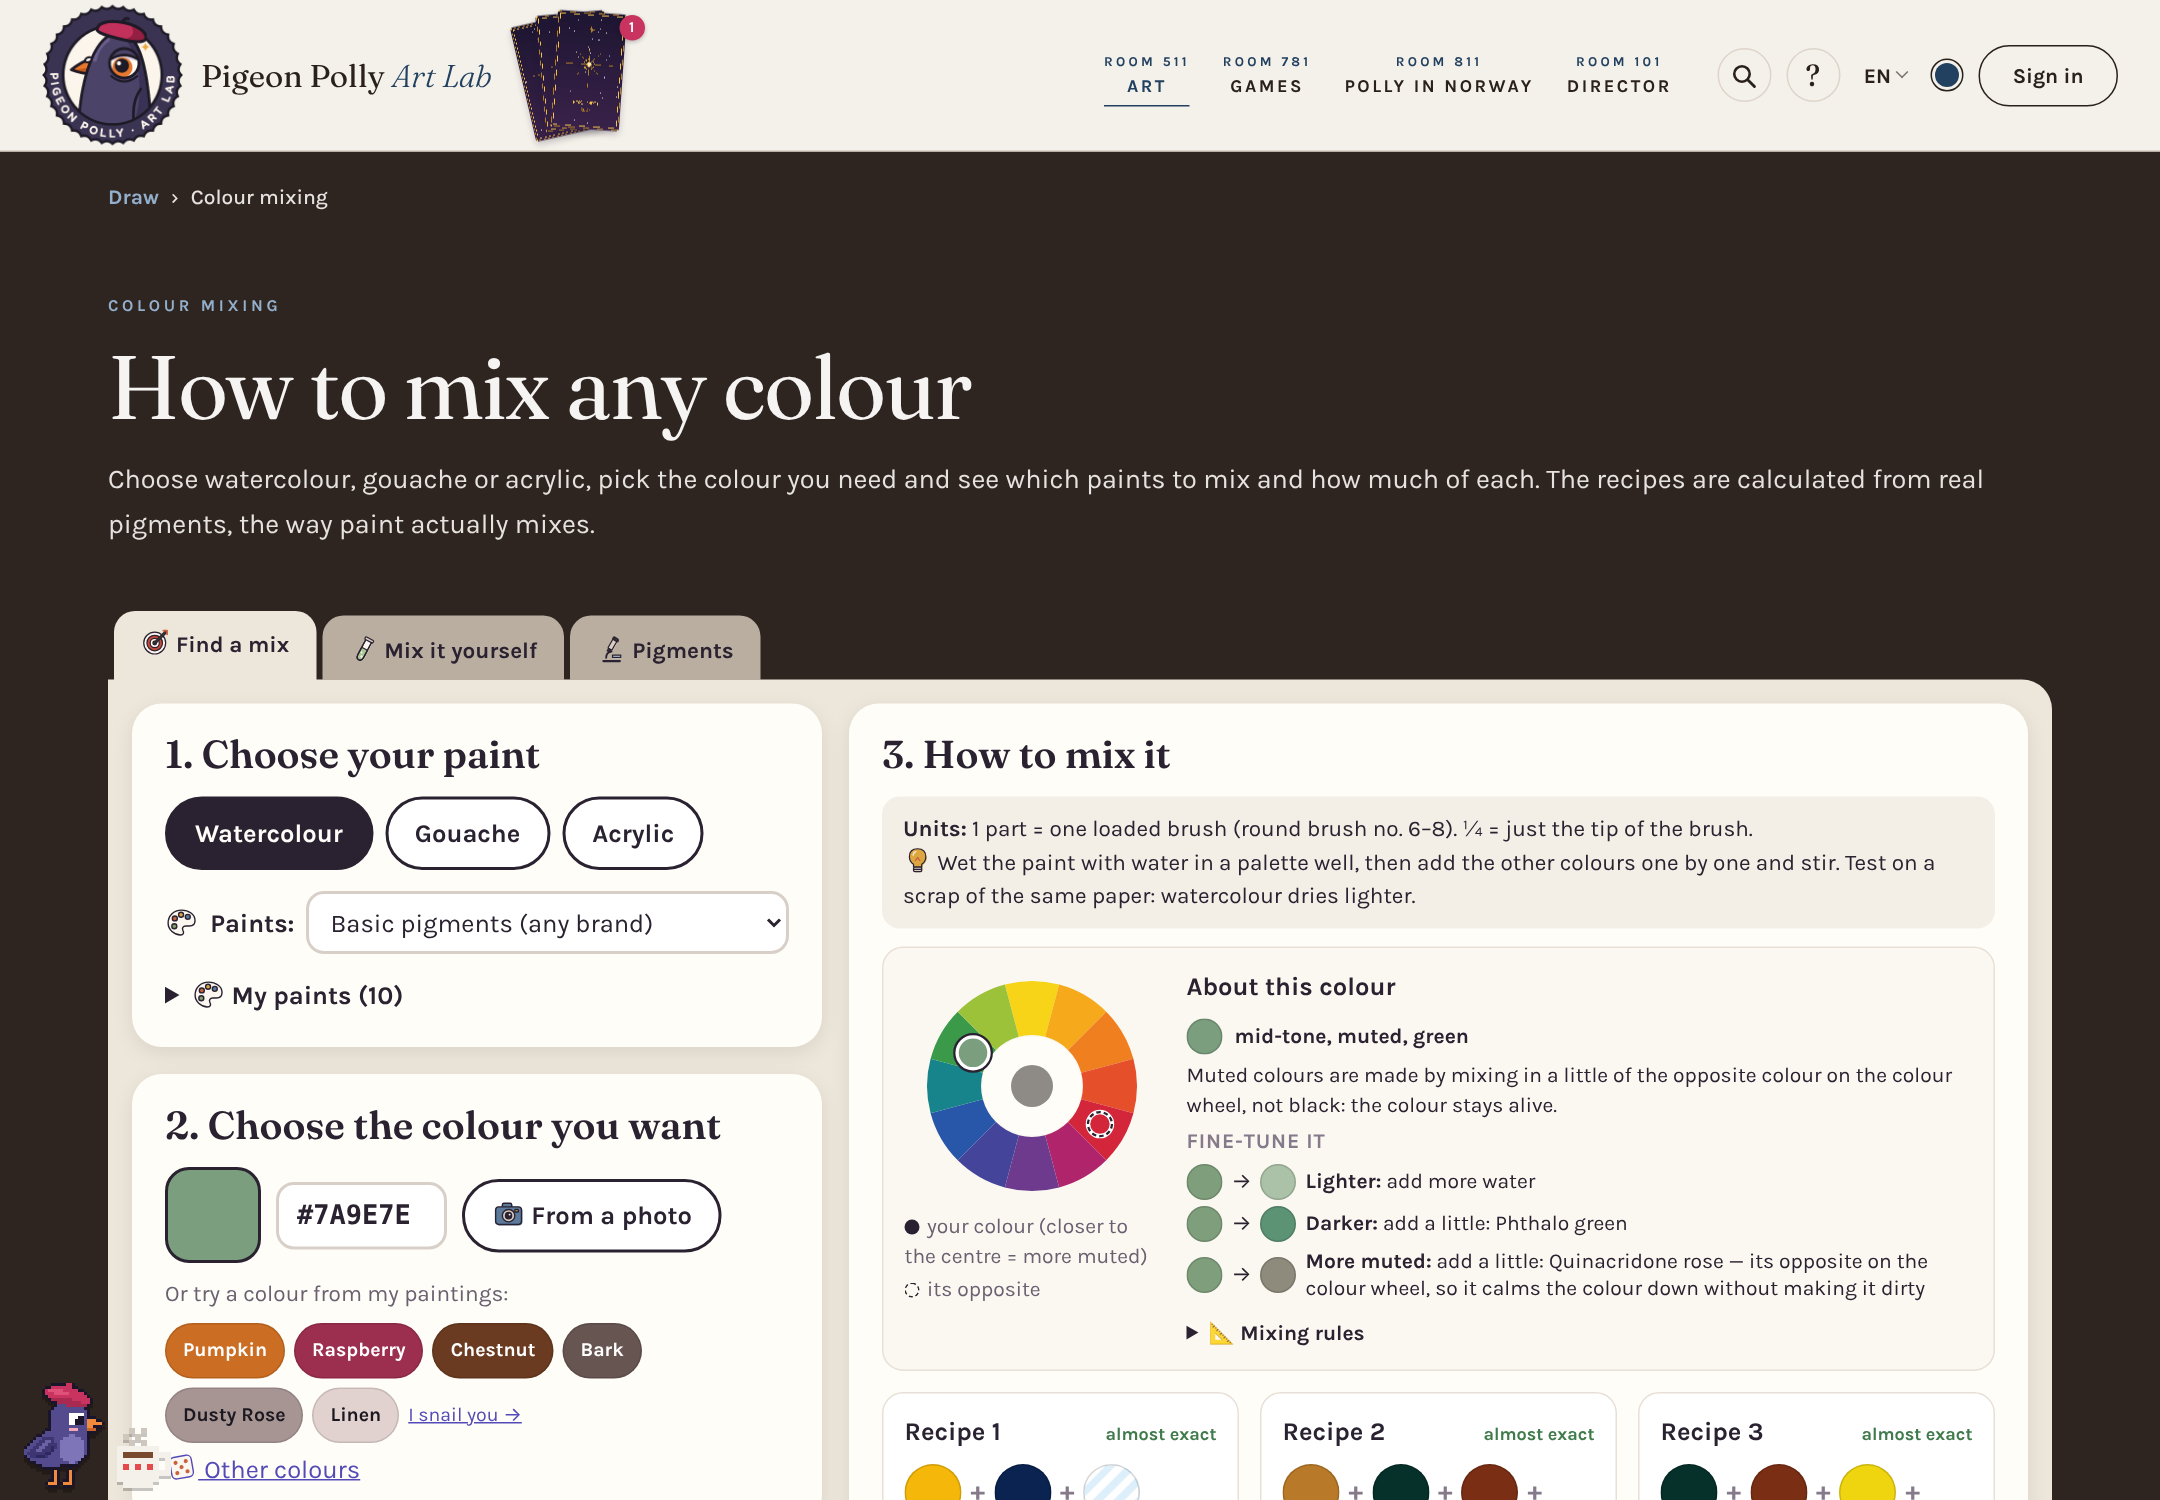 PIGEON POLLY · ART LAB
Pigeon Polly Art Lab
1
ROOM 511
ART
ROOM 781
GAMES
ROOM 811
POLLY IN NORWAY
ROOM 101
DIRECTOR
?
EN
Sign in
Draw › Colour mixing
COLOUR MIXING
How to mix any colour
Choose watercolour, gouache or acrylic, pick the colour you need and see which paints to mix and how much of each. The recipes are calculated from real
pigments, the way paint actually mixes.
Find a mix
Mix it yourself
Pigments
1. Choose your paint
Watercolour
Gouache
Acrylic
Paints:
Basic pigments (any brand)
My paints (10)
2. Choose the colour you want
#7A9E7E
From a photo
Or try a colour from my paintings:
Pumpkin
Raspberry
Chestnut
Bark
Dusty Rose
Linen
I snail you →
Other colours
3. How to mix it
Units: 1 part = one loaded brush (round brush no. 6–8). ¼ = just the tip of the brush.
Wet the paint with water in a palette well, then add the other colours one by one and stir. Test on a
scrap of the same paper: watercolour dries lighter.
your colour (closer to
the centre = more muted)
its opposite
About this colour
mid-tone, muted, green
Muted colours are made by mixing in a little of the opposite colour on the colour
wheel, not black: the colour stays alive.
FINE-TUNE IT
→ Lighter: add more water
→ Darker: add a little: Phthalo green
→ More muted: add a little: Quinacridone rose — its opposite on the
colour wheel, so it calms the colour down without making it dirty
Mixing rules
Recipe 1
almost exact
+ +
Recipe 2
almost exact
+ + +
Recipe 3
almost exact
+ + +